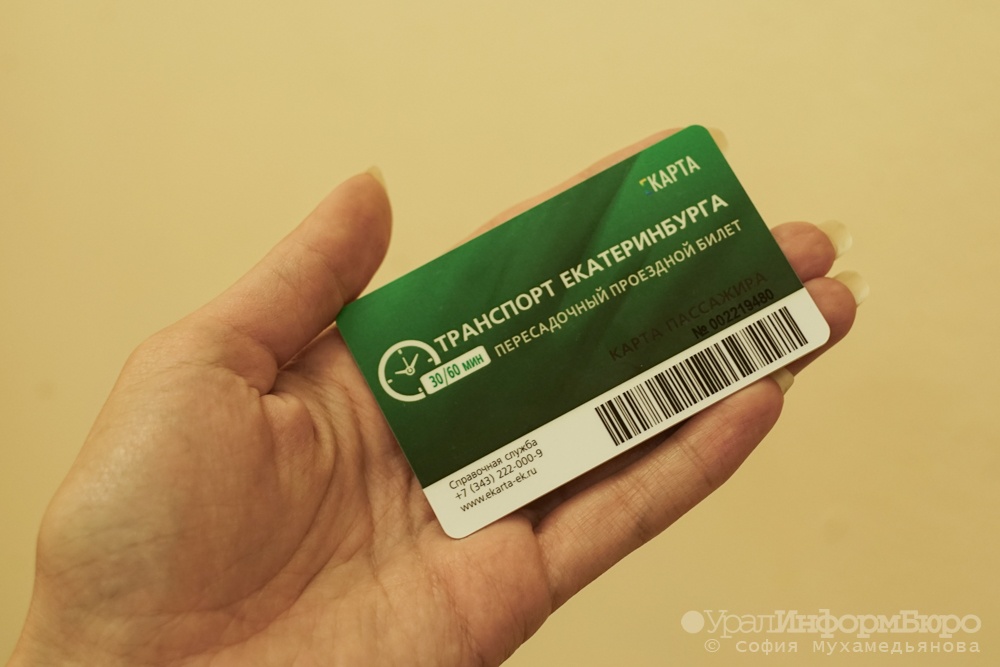 КАРТА
ТРАНСПОРТ ЕКАТЕРИНБУРГА
30/60 мин
ПЕРЕСАДОЧНЫЙ ПРОЕЗДНОЙ БИЛЕТ
КАРТА ПАССАЖИРА
№ 002219480
Справочная служба
+7 (343) 222-000-9
www.ekarta-ek.ru
УралИнформБюро
© София Мухамедьянова